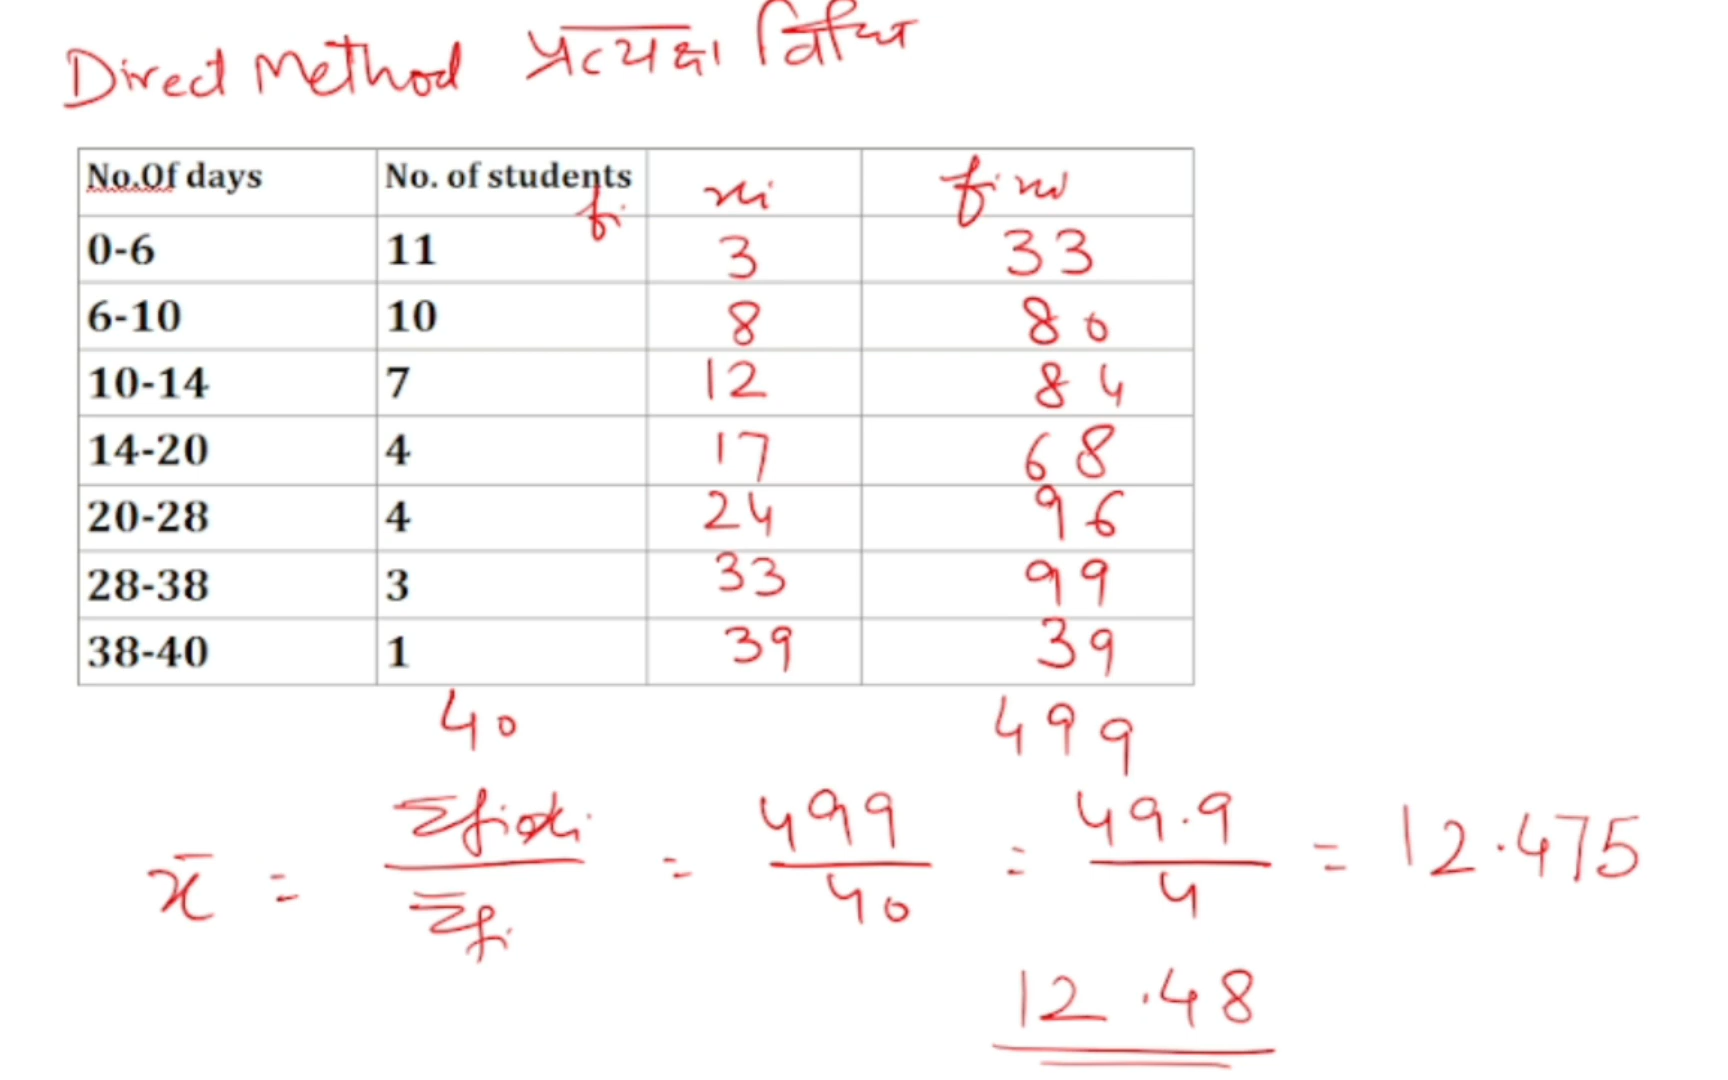 Direct Method प्रत्यक्ष विधि
No.Of days No. of students fi xi fixi
0-6 11 3 33
6-10 10 8 80
10-14 7 12 84
14-20 4 17 68
20-28 4 24 96
28-38 3 33 99
38-40 1 39 39
40 499
x̄ = Σfixi / Σfi = 499 / 40 = 49.9 / 4 = 12.475
12.48